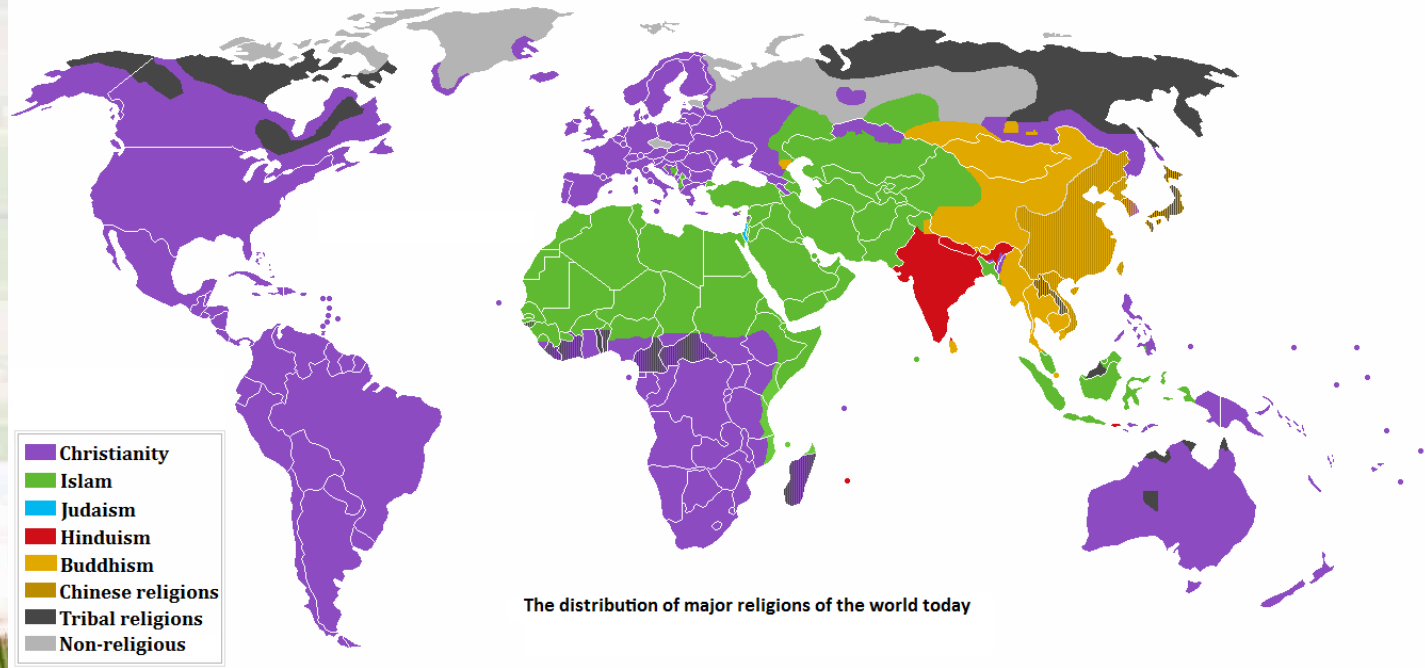 Christianity
Islam
Judaism
Hinduism
Buddhism
Chinese religions
Tribal religions
Non-religious
The distribution of major religions of the world today